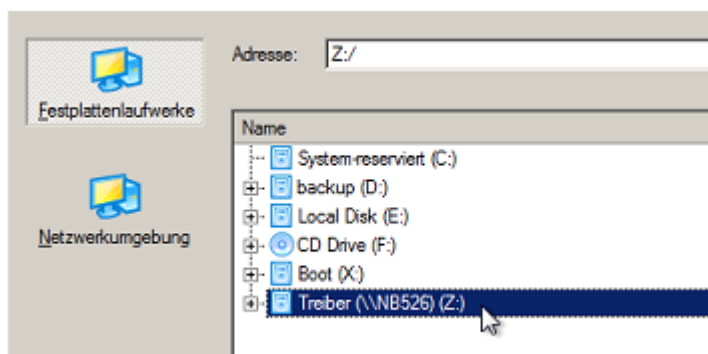 Adresse: Z:/
Festplattenlaufwerke
Netzwerkumgebung
Name
System-reserviert (C:)
backup (D:)
Local Disk (E:)
CD Drive (F:)
Boot (X:)
Treiber (\\NB526) (Z:)